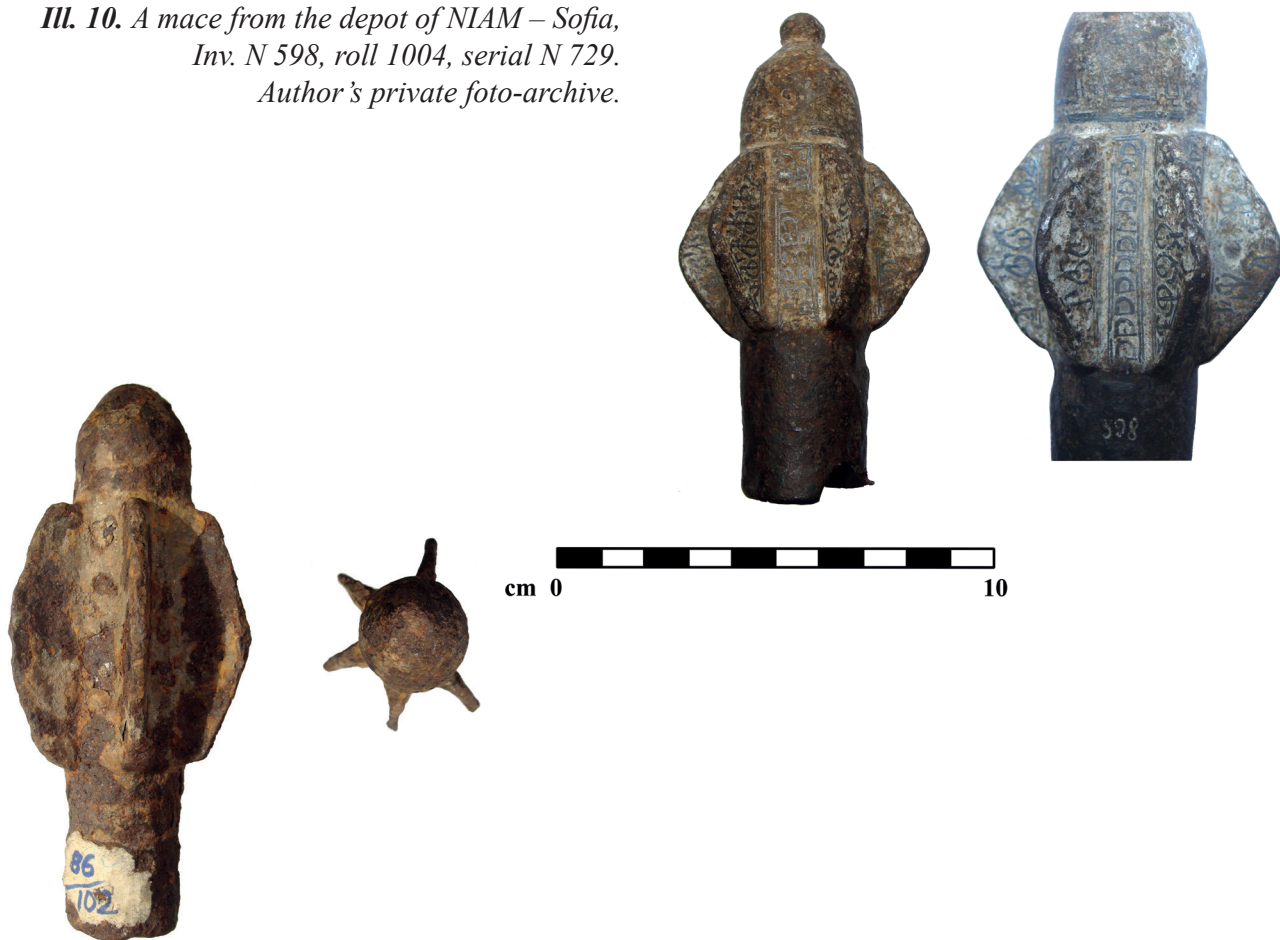 Ill. 10. A mace from the depot of NIAM – Sofia,
Inv. N 598, roll 1004, serial N 729.
Author’s private foto-archive.
598
cm 0 10
86
102